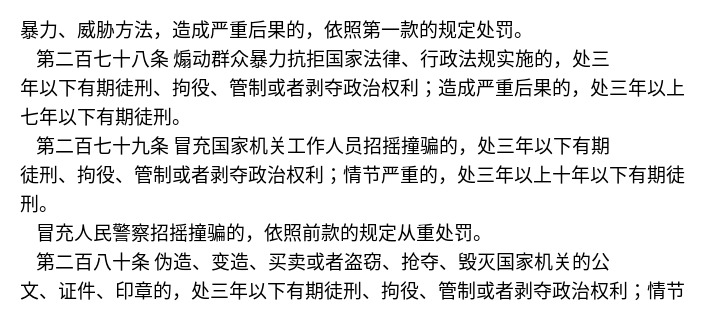 暴力、威胁方法，造成严重后果的，依照第一款的规定处罚。
第二百七十八条 煽动群众暴力抗拒国家法律、行政法规实施的，处三
年以下有期徒刑、拘役、管制或者剥夺政治权利；造成严重后果的，处三年以上
七年以下有期徒刑。
第二百七十九条 冒充国家机关工作人员招摇撞骗的，处三年以下有期
徒刑、拘役、管制或者剥夺政治权利；情节严重的，处三年以上十年以下有期徒
刑。
冒充人民警察招摇撞骗的，依照前款的规定从重处罚。
第二百八十条 伪造、变造、买卖或者盗窃、抢夺、毁灭国家机关的公
文、证件、印章的，处三年以下有期徒刑、拘役、管制或者剥夺政治权利；情节